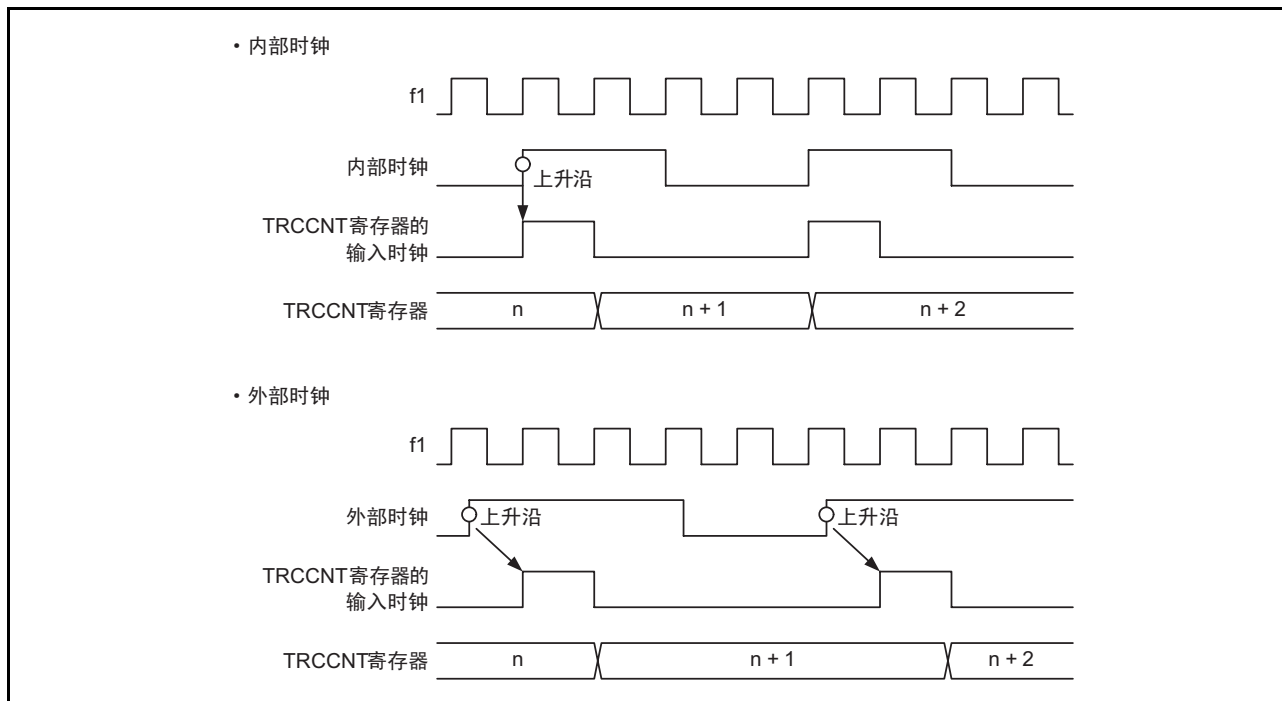 • 内部时钟
f1
内部时钟
上升沿
TRCCNT寄存器的
输入时钟
TRCCNT寄存器
n
n + 1
n + 2
• 外部时钟
f1
外部时钟
上升沿
上升沿
TRCCNT寄存器的
输入时钟
TRCCNT寄存器
n
n + 1
n + 2